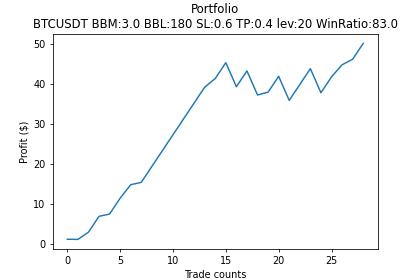 Portfolio
BTCUSDT BBM:3.0 BBL:180 SL:0.6 TP:0.4 lev:20 WinRatio:83.0
50
40
30
20
10
0
Profit ($)
0 5 10 15 20 25
Trade counts